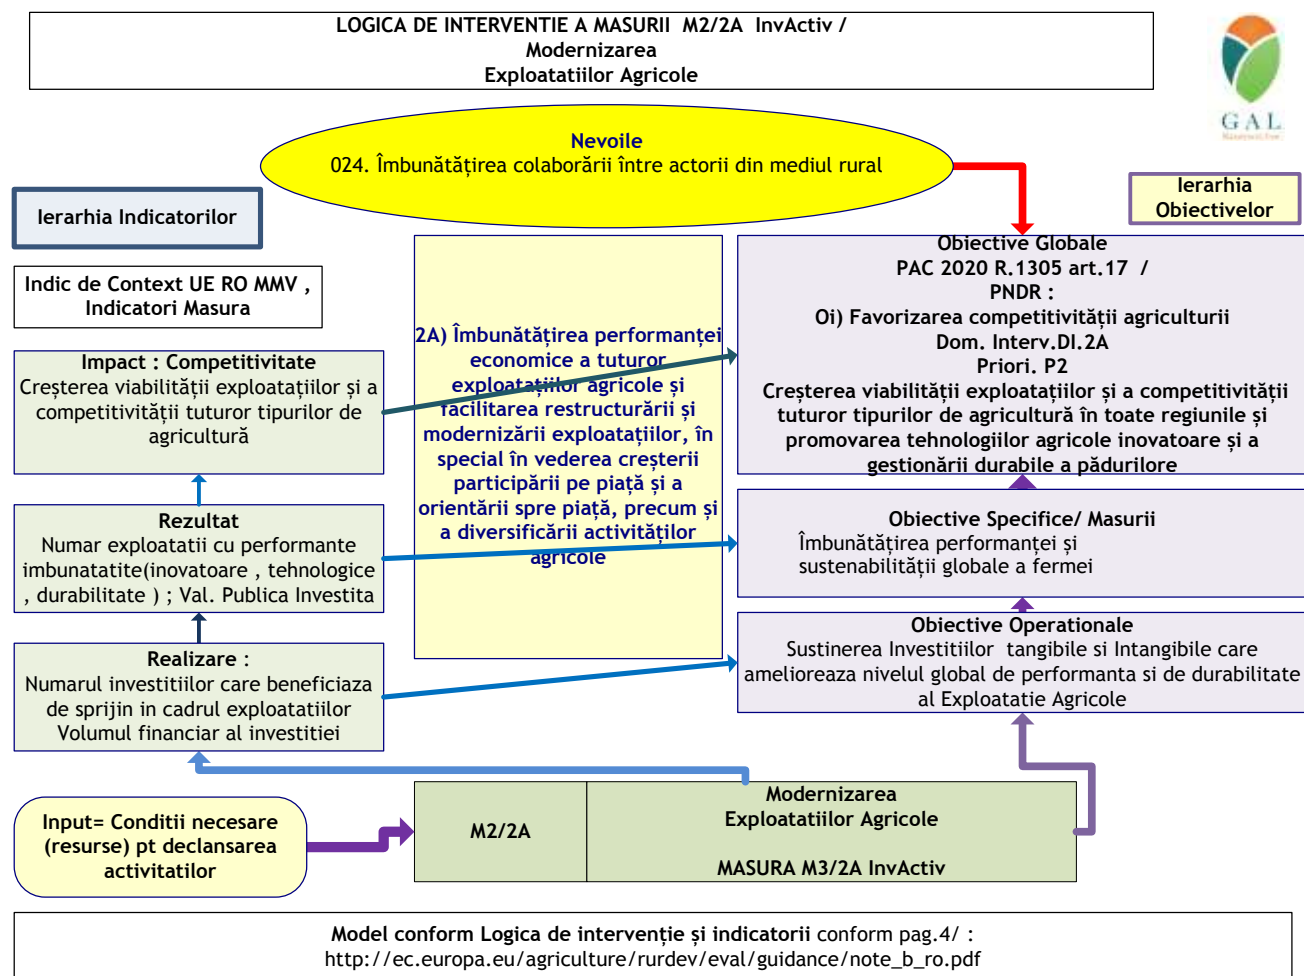 LOGICA DE INTERVENTIE A MASURII M2/2A InvActiv /
Modernizarea
Exploatatiilor Agricole
G A L
Nevoile
024. Îmbunătățirea colaborării între actorii din mediul rural
Ierarhia Indicatorilor
Ierarhia
Obiectivelor
Indic de Context UE RO MMV ,
Indicatori Masura
Impact : Competitivitate
Creșterea viabilității exploatațiilor și a
competitivității tuturor tipurilor de
agricultură
Rezultat
Numar exploatatii cu performante
imbunatatite(inovatoare , tehnologice
, durabilitate ) ; Val. Publica Investita
Realizare :
Numarul investitiilor care beneficiaza
de sprijin in cadrul exploatatiilor
Volumul financiar al investitiei
2A) Îmbunătățirea performanței
economice a tuturor
exploatațiilor agricole și
facilitarea restructurării și
modernizării exploatațiilor, în
special în vederea creșterii
participării pe piață și a
orientării spre piață, precum și
a diversificării activităților
agricole
Obiective Globale
PAC 2020 R.1305 art.17 /
PNDR :
Oi) Favorizarea competitivității agriculturii
Dom. Interv.DI.2A
Priori. P2
Creșterea viabilității exploatațiilor și a competitivității
tuturor tipurilor de agricultură în toate regiunile și
promovarea tehnologiilor agricole inovatoare și a
gestionării durabile a pădurilore
Obiective Specifice/ Masurii
Îmbunătățirea performanței și
sustenabilității globale a fermei
Obiective Operationale
Sustinerea Investitiilor tangibile si Intangibile care
amelioreaza nivelul global de performanta si de durabilitate
al Exploatatie Agricole
Input= Conditii necesare
(resurse) pt declansarea
activitatilor
M2/2A
Modernizarea
Exploatatiilor Agricole
MASURA M3/2A InvActiv
Model conform Logica de intervenție și indicatorii conform pag.4/ :
http://ec.europa.eu/agriculture/rurdev/eval/guidance/note_b_ro.pdf